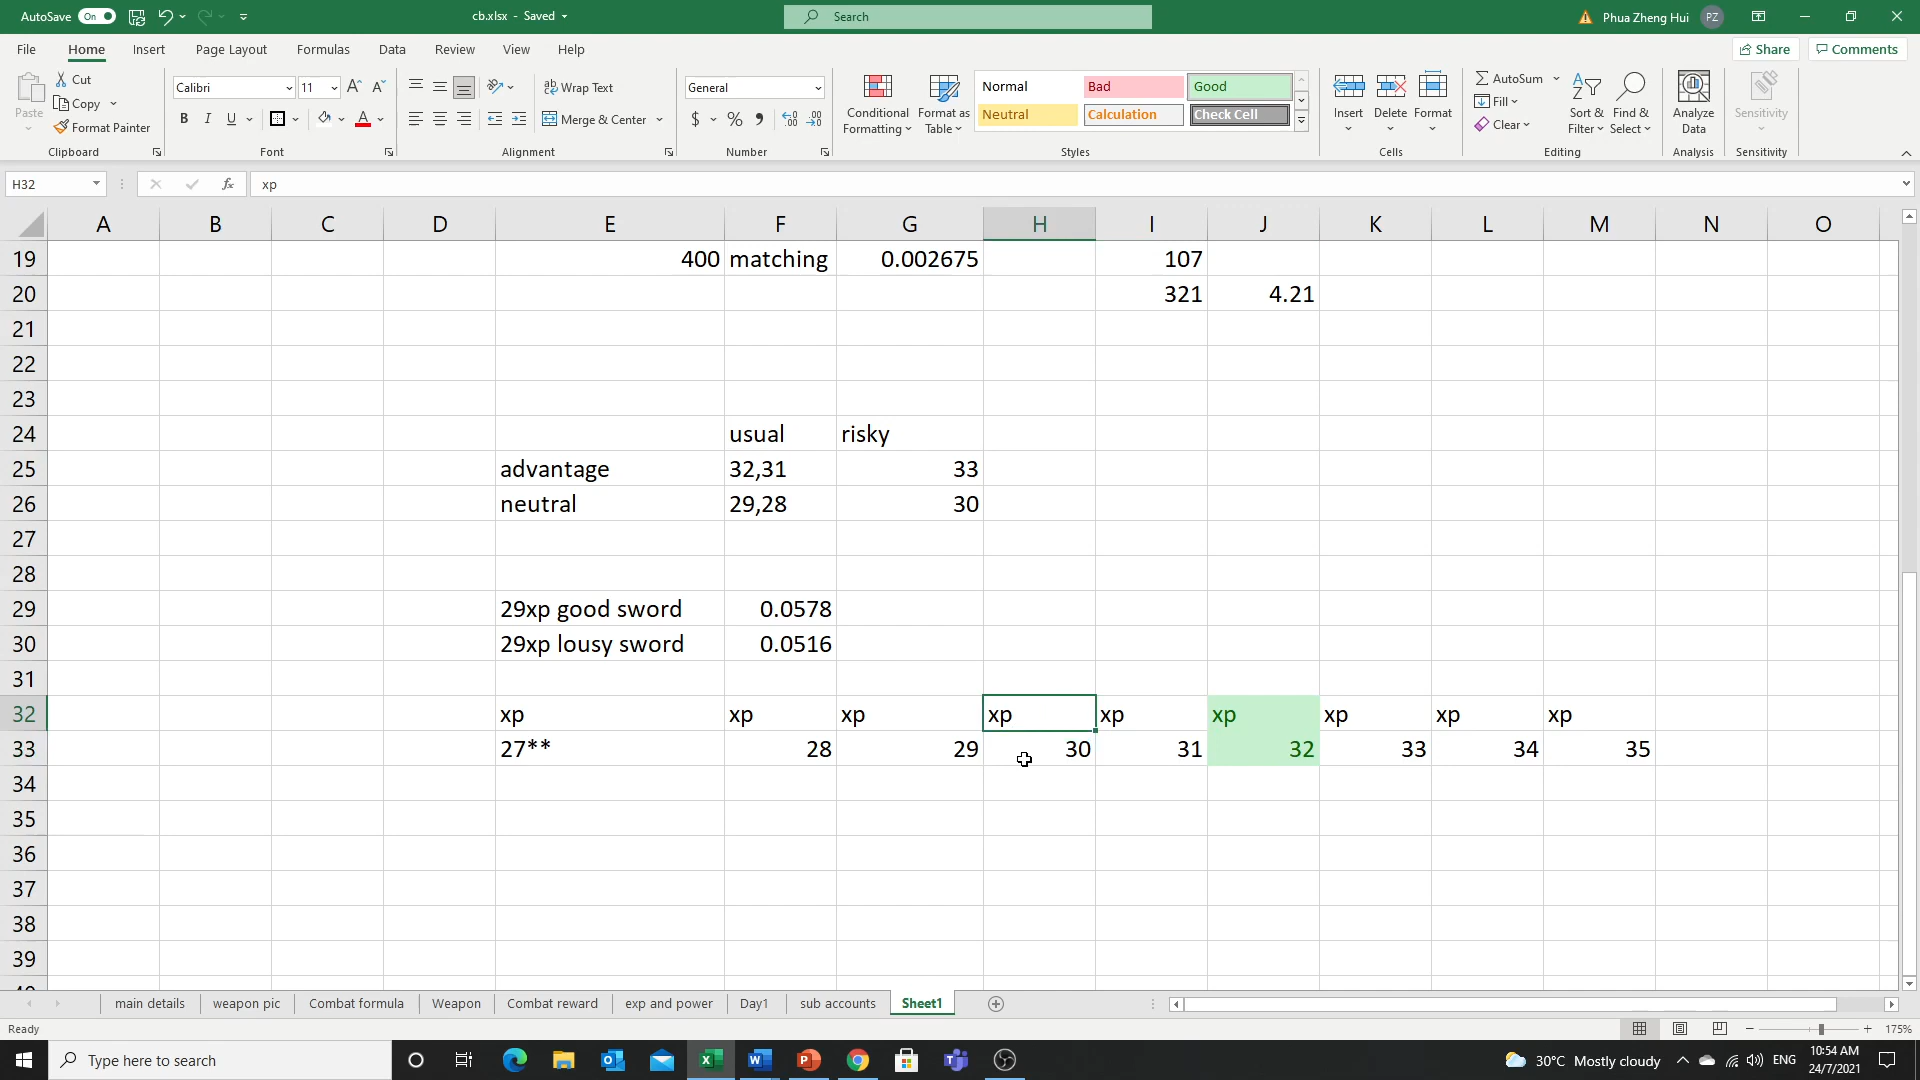 AutoSave On cb.xlsx - Saved Search Phua Zheng Hui PZ
File Home Insert Page Layout Formulas Data Review View Help Share Comments
Paste Cut Copy Format Painter Clipboard
Calibri 11 A A B I U A Font
Wrap Text Merge & Center Alignment
General $ % Number
Conditional Formatting Format as Table
Normal Bad Good
Neutral Calculation Check Cell
Styles
Insert Delete Format Cells
AutoSum Fill Clear Sort & Filter Find & Select Editing
Analyze Data Analysis
Sensitivity Sensitivity
H32 fx xp
A B C D E F G H I J K L M N O
19 400 matching 0.002675 107
20 321 4.21
21
22
23
24 usual risky
25 advantage 32,31 33
26 neutral 29,28 30
27
28
29 29xp good sword 0.0578
30 29xp lousy sword 0.0516
31
32 xp xp xp xp xp xp xp xp xp
33 27** 28 29 30 31 32 33 34 35
34
35
36
37
38
39
main details weapon pic Combat formula Weapon Combat reward exp and power Day1 sub accounts Sheet1
Ready 175%
Type here to search 30°C Mostly cloudy ENG 10:54 AM
24/7/2021